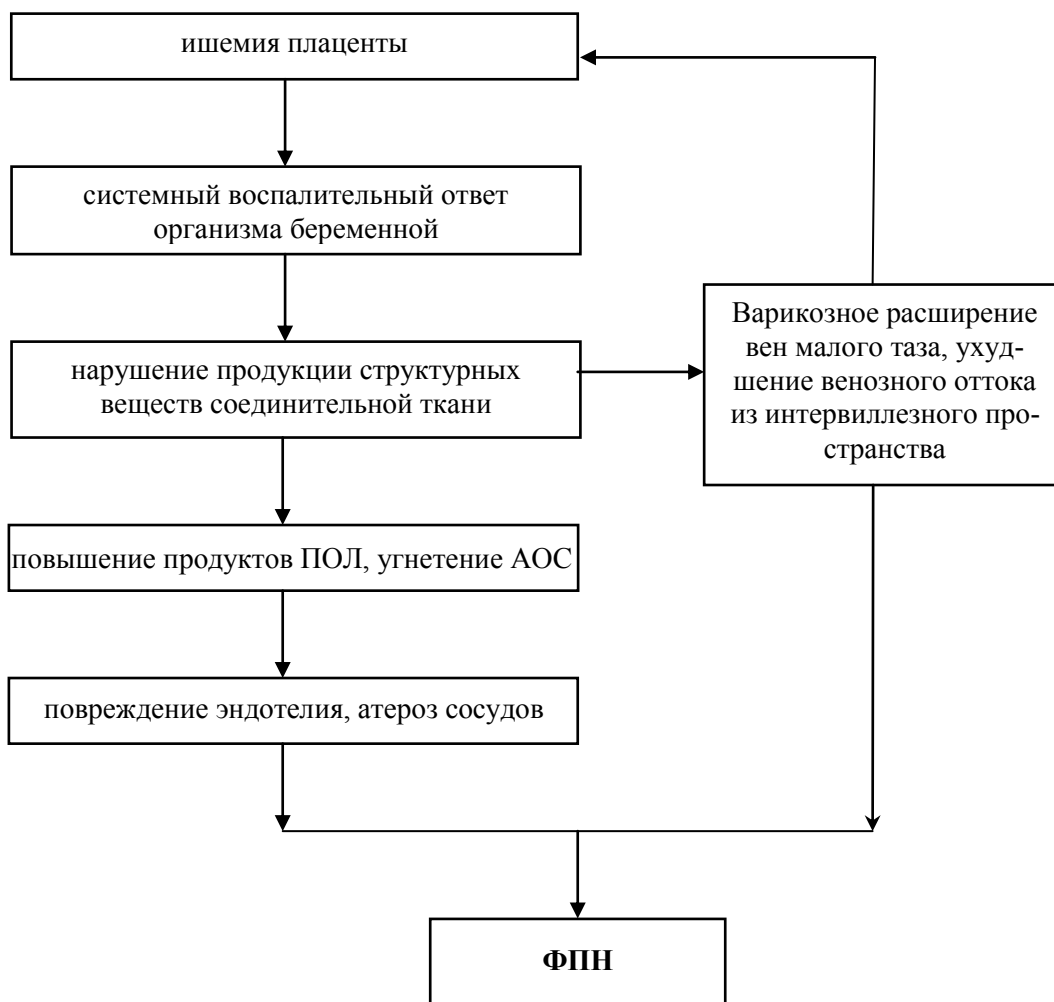 ишемия плаценты
системный воспалительный ответ
организма беременной
нарушение продукции структурных
веществ соединительной ткани
Варикозное расширение
вен малого таза, ухуд-
шение венозного оттока
из интервиллезного про-
странства
повышение продуктов ПОЛ, угнетение АОС
повреждение эндотелия, атероз сосудов
ФПН